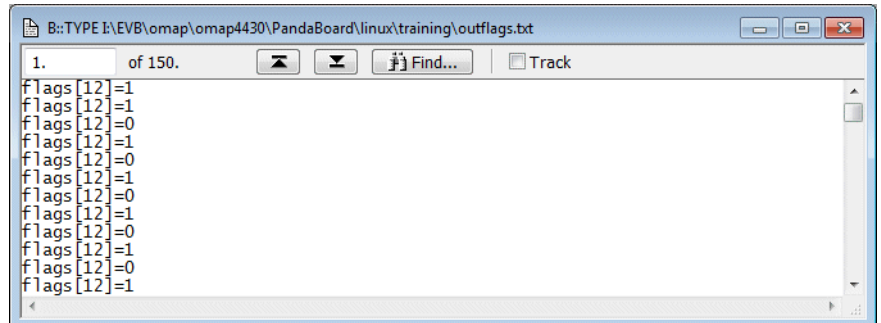 B::TYPE I:\EVB\omap\omap4430\PandaBoard\linux\training\outflags.txt
1. of 150. Find... Track
flags[12]=1
flags[12]=1
flags[12]=0
flags[12]=1
flags[12]=0
flags[12]=1
flags[12]=0
flags[12]=1
flags[12]=0
flags[12]=1
flags[12]=0
flags[12]=1